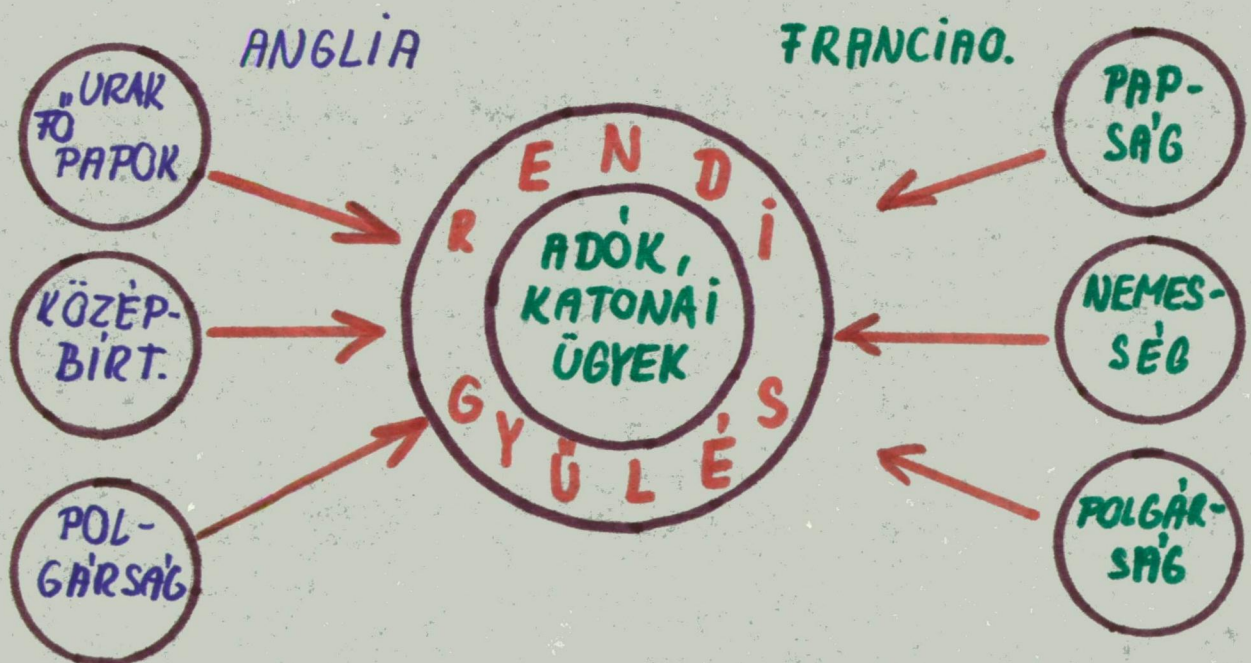 ANGLIA
FRANCIAO.
FŐ URAK
PAPOK
KÖZÉP-
BIRT.
POL-
GÁRSÁG
RENDI
GYŰLÉS
ADÓK,
KATONAI
ÜGYEK
PAP-
SÁG
NEMES-
SÉG
POLGÁR-
SÁG